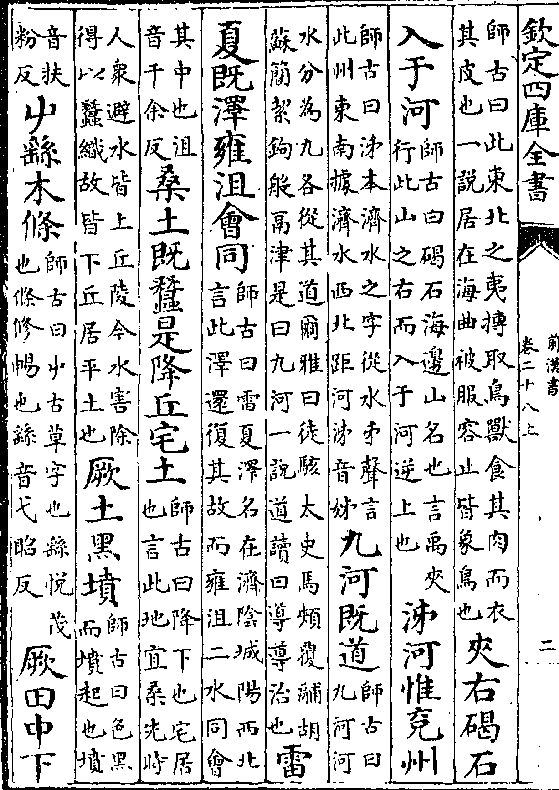 欽定四庫全書
前漢書
卷二十八上
二
師古曰此東北之夷搏取鳥獸食其肉而衣
其皮也一説居在海曲被服容止皆象鳥也
夾右碣石
入于河
師古曰碣石海邊山名也言禹夾
行此山之右而入于河逆上也
泲河惟兗州
師古曰泲本濟水之字從水𠂔聲言
此州東南據濟水西北距河泲音姊
九河既道
師古曰
九河河
水分為九各從其道爾雅曰徒駭太史馬頰覆鬴胡
蘇簡絜鉤般鬲津是曰九河一説道讀曰導導治也
雷
夏既澤雍沮會同
師古曰雷夏澤名在濟隂城陽西北
言此澤還復其故而雍沮二水同會
其中也沮
音千余反
桑土既蠶是降丘宅土
師古曰降下也宅居
也言此地宜桑先時
人衆避水皆上丘陵今水害除
得以蠶織故皆下丘居平土也
厥土黑墳
師古曰色黑
而墳起也墳
音扶
粉反
屮繇木條
師古曰屮古草字也繇悦茂
也條修暢也繇音弋昭反
厥田中下